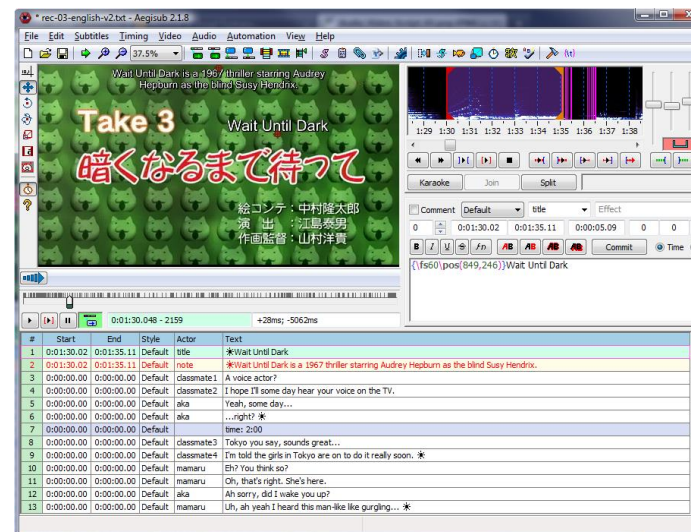 * rec-03-english-v2.txt - Aegisub 2.1.8
File Edit Subtitles Timing Video Audio Automation View Help
37.5%
Wait Until Dark is a 1967 thriller starring Audrey
Hepburn as the blind Susy Hendrix.
Take 3
Wait Until Dark
暗くなるまで待って
絵コンテ：中村隆太郎
演　出　：江島泰男
作画監督：山村洋貴
1:29 1:30 1:31 1:32 1:33 1:34 1:35 1:36 1:37 1:38
Karaoke Join Split
Comment Default title Effect
0 0:01:30.02 0:01:35.11 0:00:05.09 0 0
B I U S fn AB AB AB AB Commit Time
{\fs60\pos(849,246)}Wait Until Dark
0:01:30.048 - 2159 +28ms; -5062ms
# Start End Style Actor Text
1 0:01:30.02 0:01:35.11 Default title ☀Wait Until Dark
2 0:01:30.02 0:01:35.11 Default note ☀Wait Until Dark is a 1967 thriller starring Audrey Hepburn as the blind Susy Hendrix.
3 0:00:00.00 0:00:00.00 Default classmate1 A voice actor?
4 0:00:00.00 0:00:00.00 Default classmate2 I hope I'll some day hear your voice on the TV.
5 0:00:00.00 0:00:00.00 Default aka Yeah, some day...
6 0:00:00.00 0:00:00.00 Default aka ...right? ☀
7 0:00:00.00 0:00:00.00 Default time: 2:00
8 0:00:00.00 0:00:00.00 Default classmate3 Tokyo you say, sounds great...
9 0:00:00.00 0:00:00.00 Default classmate4 I'm told the girls in Tokyo are on to do it really soon. ☀
10 0:00:00.00 0:00:00.00 Default mamaru Eh? You think so?
11 0:00:00.00 0:00:00.00 Default mamaru Oh, that's right. She's here.
12 0:00:00.00 0:00:00.00 Default aka Ah sorry, did I wake you up?
13 0:00:00.00 0:00:00.00 Default mamaru Uh, ah yeah I heard this man-like like gurgling... ☀